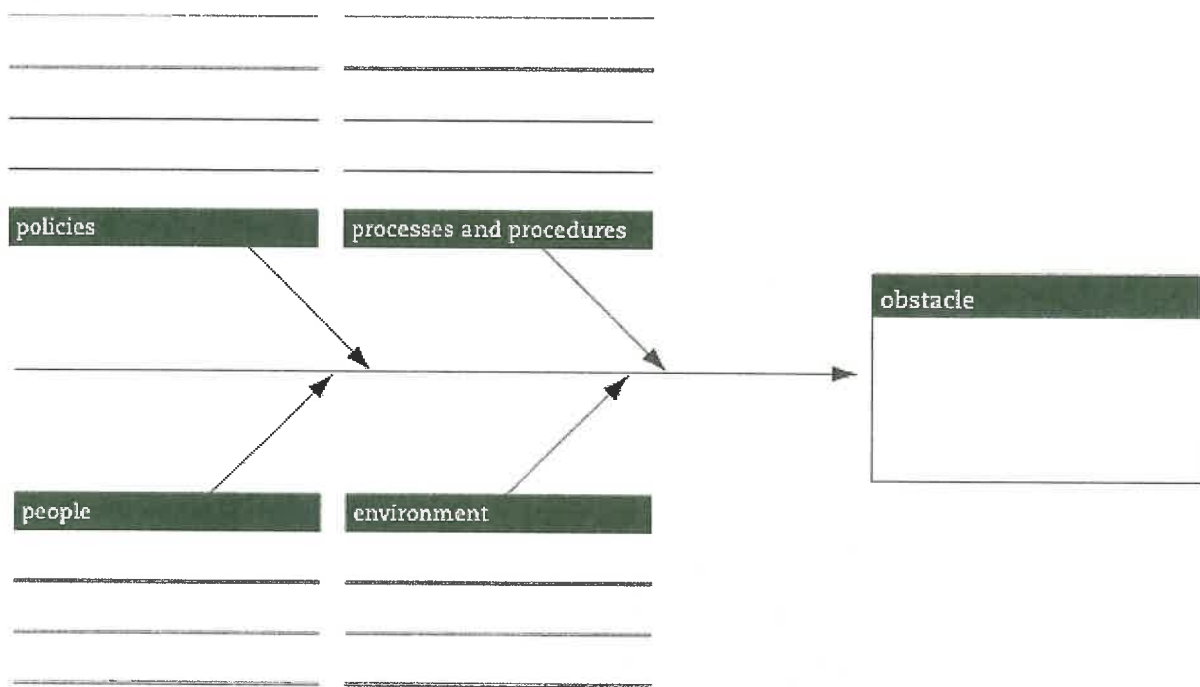 policies
processes and procedures
obstacle
people
environment